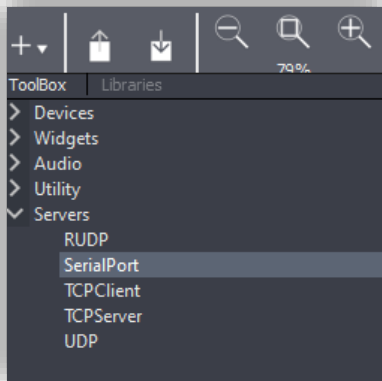 79%
ToolBox Libraries
Devices
Widgets
Audio
Utility
Servers
RUDP
SerialPort
TCPClient
TCPServer
UDP